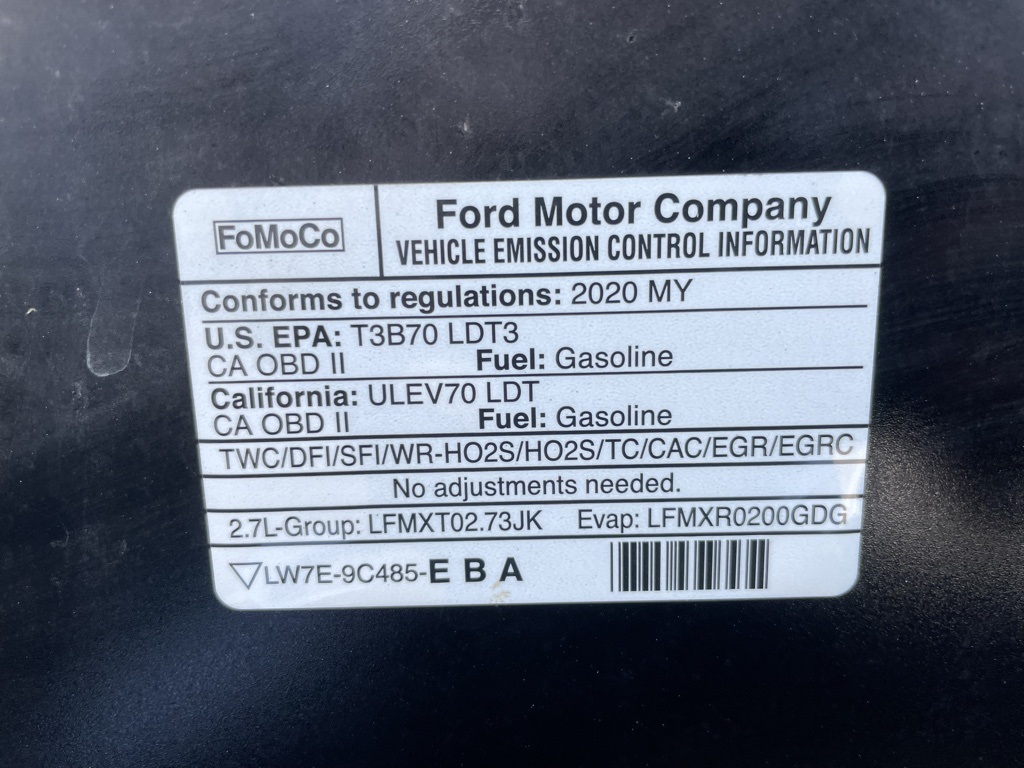 FoMoCo
Ford Motor Company
VEHICLE EMISSION CONTROL INFORMATION
Conforms to regulations: 2020 MY
U.S. EPA: T3B70 LDT3
CA OBD II Fuel: Gasoline
California: ULEV70 LDT
CA OBD II Fuel: Gasoline
TWC/DFI/SFI/WR-HO2S/HO2S/TC/CAC/EGR/EGRC
No adjustments needed.
2.7L-Group: LFMXT02.73JK Evap: LFMXR0200GDG
LW7E-9C485-E B A